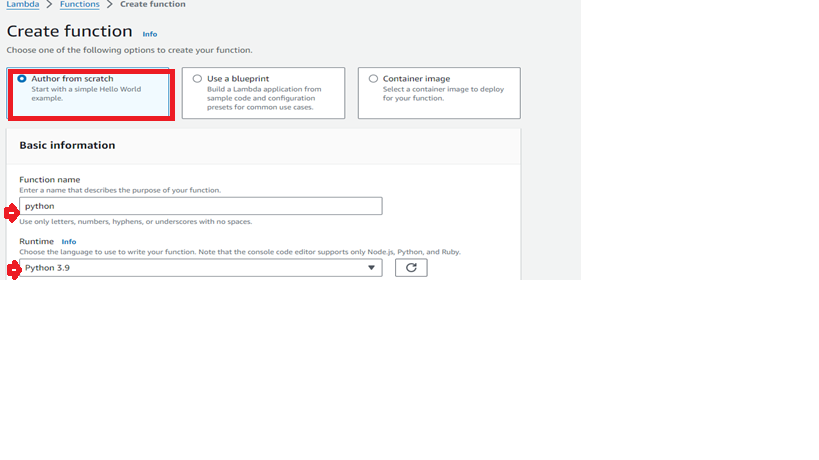 Lambda > Functions > Create function
Create function Info
Choose one of the following options to create your function.
Author from scratch
Start with a simple Hello World
example.
Use a blueprint
Build a Lambda application from
sample code and configuration
presets for common use cases.
Container image
Select a container image to deploy
for your function.
Basic information
Function name
Enter a name that describes the purpose of your function.
python
Use only letters, numbers, hyphens, or underscores with no spaces.
Runtime Info
Choose the language to use to write your function. Note that the console code editor supports only Node.js, Python, and Ruby.
Python 3.9